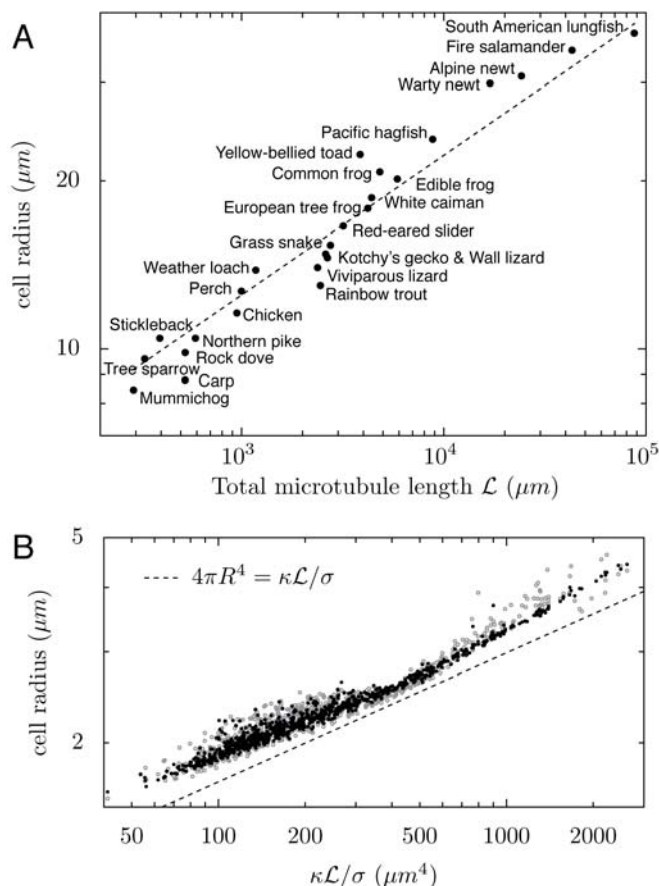 A
South American lungfish
Fire salamander
Alpine newt
Warty newt
Pacific hagfish
Yellow-bellied toad
Common frog
Edible frog
White caiman
European tree frog
Red-eared slider
Grass snake
Kotchy's gecko & Wall lizard
Weather loach
Viviparous lizard
Perch
Rainbow trout
Chicken
Stickleback
Northern pike
Rock dove
Tree sparrow
Carp
Mummichog
20
10
cell radius (μm)
10³ 10⁴ 10⁵
Total microtubule length ℒ (μm)
B
5
4πR⁴ = κℒ/σ
2
cell radius (μm)
50 100 200 500 1000 2000
κℒ/σ (μm⁴)